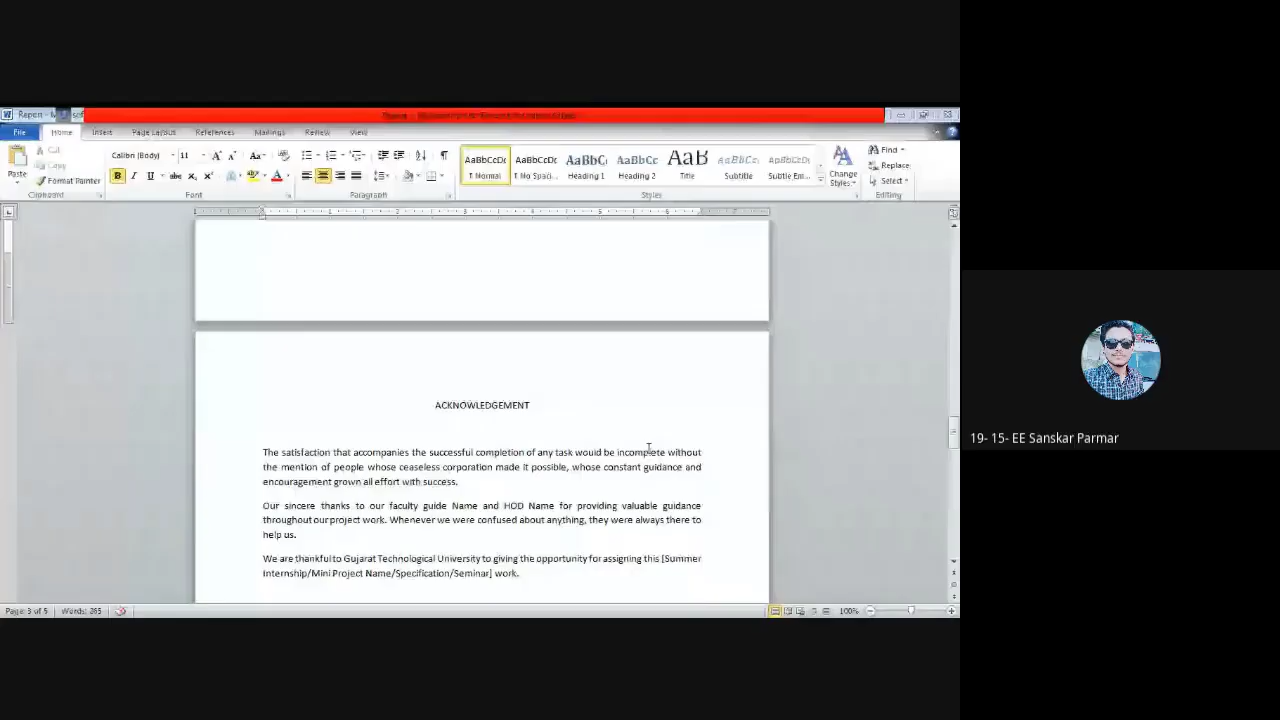 Report - M
File Home Insert Page Layout References Mailings Review View
Cut
Copy
Paste
Format Painter
Clipboard
Calibri (Body) 11
Font
Paragraph
AaBbCcDc AaBbCcDc AaBbC AaBbCc AaB AaBbCc AaBbCcDc
¶ Normal ¶ No Spaci... Heading 1 Heading 2 Title Subtitle Subtle Em...
Styles
Change
Styles
Find
Replace
Select
Editing
ACKNOWLEDGEMENT
The satisfaction that accompanies the successful completion of any task would be incomplete without
the mention of people whose ceaseless corporation made it possible, whose constant guidance and
encouragement grown all effort with success.
Our sincere thanks to our faculty guide Name and HOD Name for providing valuable guidance
throughout our project work. Whenever we were confused about anything, they were always there to
help us.
We are thankful to Gujarat Technological University to giving the opportunity for assigning this [Summer
Internship/Mini Project Name/Specification/Seminar] work.
19- 15- EE Sanskar Parmar
Page: 3 of 5 Words: 365
100%